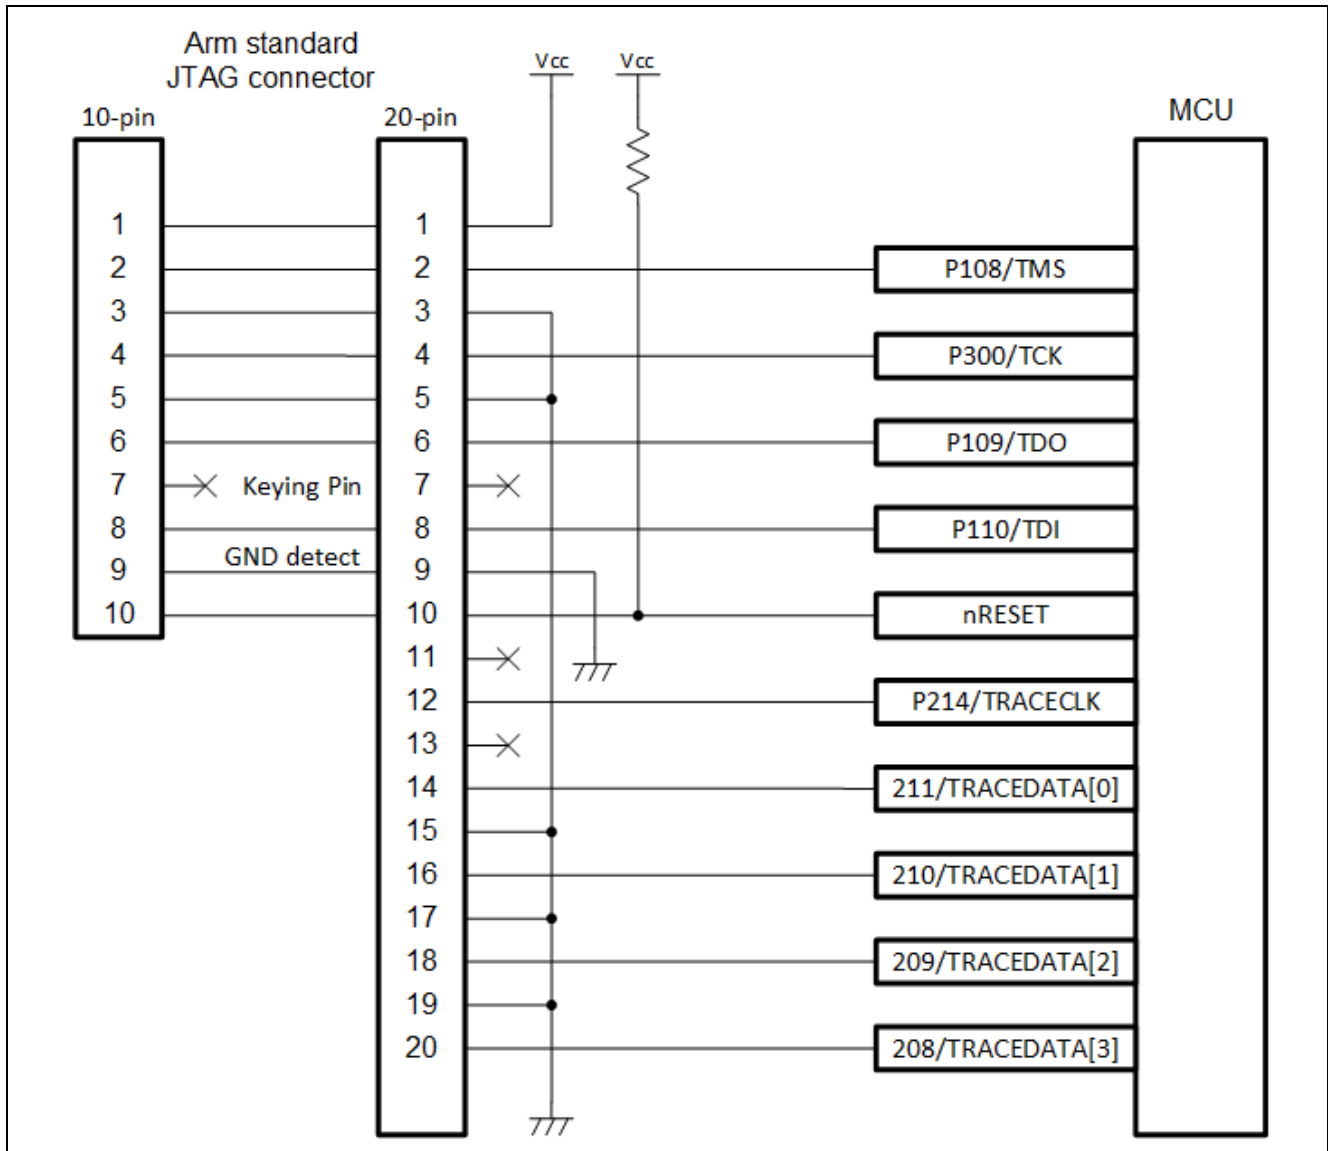 Arm standard
JTAG connector
10-pin
20-pin
Vcc
Vcc
MCU
1
1
2
2
P108/TMS
3
3
4
4
P300/TCK
5
5
6
6
P109/TDO
7
Keying Pin
7
8
8
P110/TDI
GND detect
9
9
10
10
nRESET
11
12
P214/TRACECLK
13
14
211/TRACEDATA[0]
15
16
210/TRACEDATA[1]
17
18
209/TRACEDATA[2]
19
20
208/TRACEDATA[3]